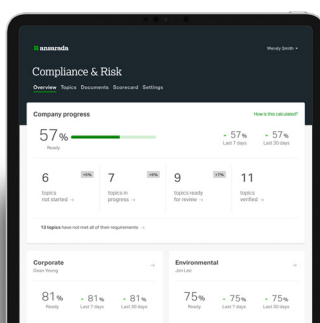 ansarada
Wendy Smith
Compliance & Risk
Overview Topics Documents Scorecard Settings
Company progress
How is this calculated?
57%
Ready
- 57%
Last 7 days
- 57%
Last 30 days
6
+5%
topics
not started →
7
+6%
topics in
progress →
9
+7%
topics ready
for review →
11
topics
verified →
13 topics have not met all of their requirements →
Corporate →
Dean Young
81%
Ready
- 81%
Last 7 days
- 81%
Last 30 days
Environmental →
Jon Leo
75%
Ready
- 75%
Last 7 days
- 75%
Last 30 days